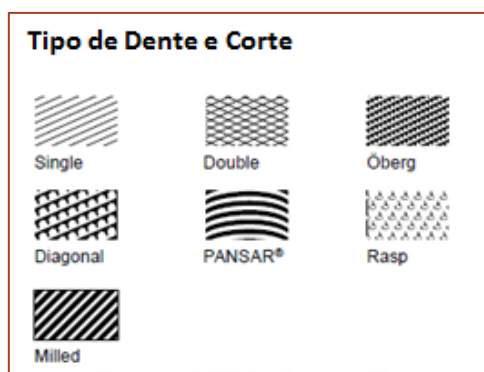 Tipo de Dente e Corte
Single Double Öberg
Diagonal PANSAR® Rasp
Milled